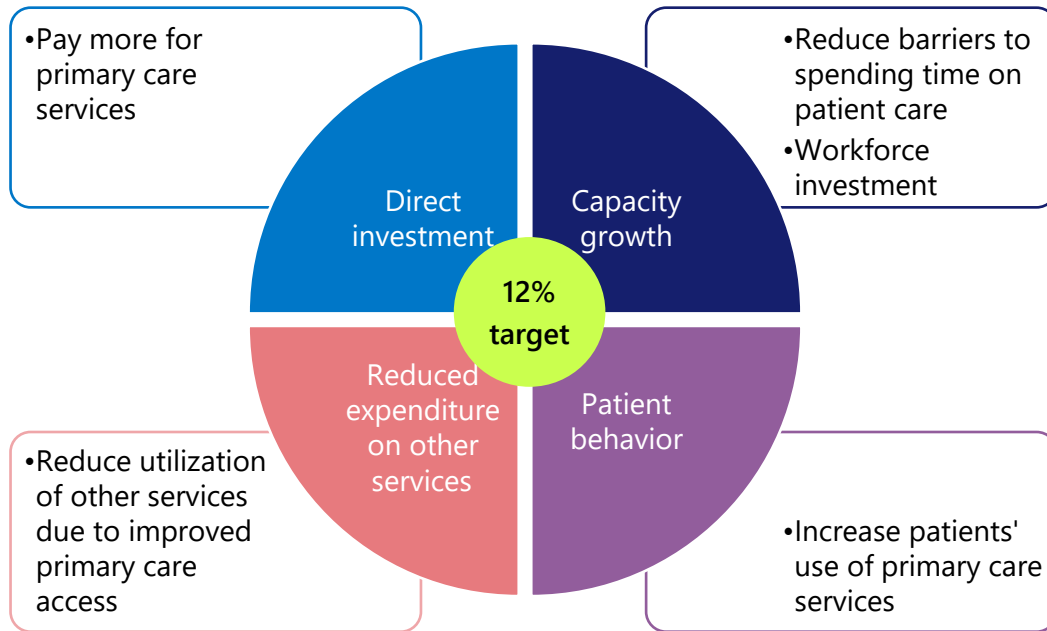 •Pay more for
primary care
services
•Reduce barriers to
spending time on
patient care
•Workforce
investment
Direct
investment
Capacity
growth
12%
target
Reduced
expenditure
on other
services
Patient
behavior
•Reduce utilization
of other services
due to improved
primary care
access
•Increase patients'
use of primary care
services